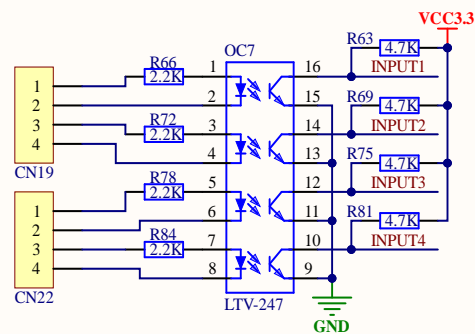 VCC3.3
OC7
R63
4.7K
INPUT1
R66
2.2K
1
16
1
2
3
4
CN19
2
15
R69
4.7K
INPUT2
R72
2.2K
3
14
4
13
R75
4.7K
INPUT3
R78
2.2K
5
12
1
2
3
4
CN22
6
11
R81
4.7K
INPUT4
R84
2.2K
7
10
8
9
LTV-247
GND